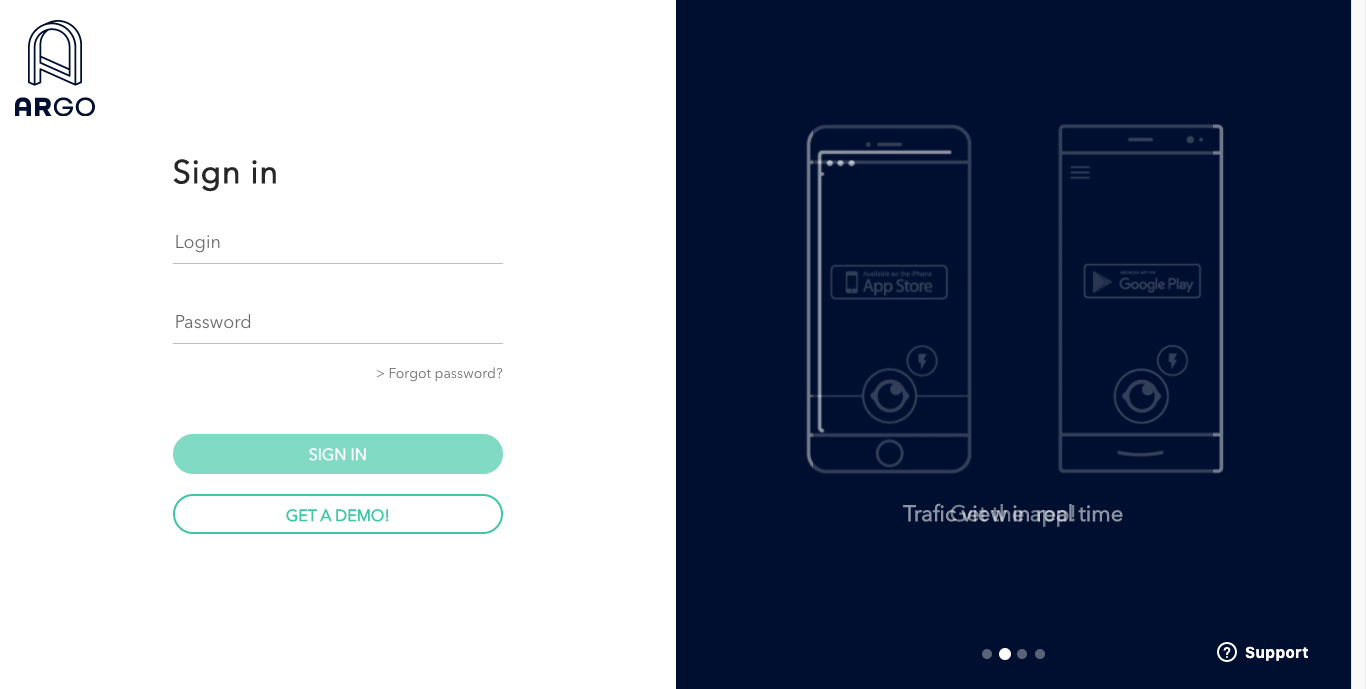 ARGO
Sign in
Login
Password
> Forgot password?
SIGN IN
GET A DEMO!
Available on the iPhone
App Store
ANDROID APP ON
Google Play
Trafic view in real time
Get the app!
Support